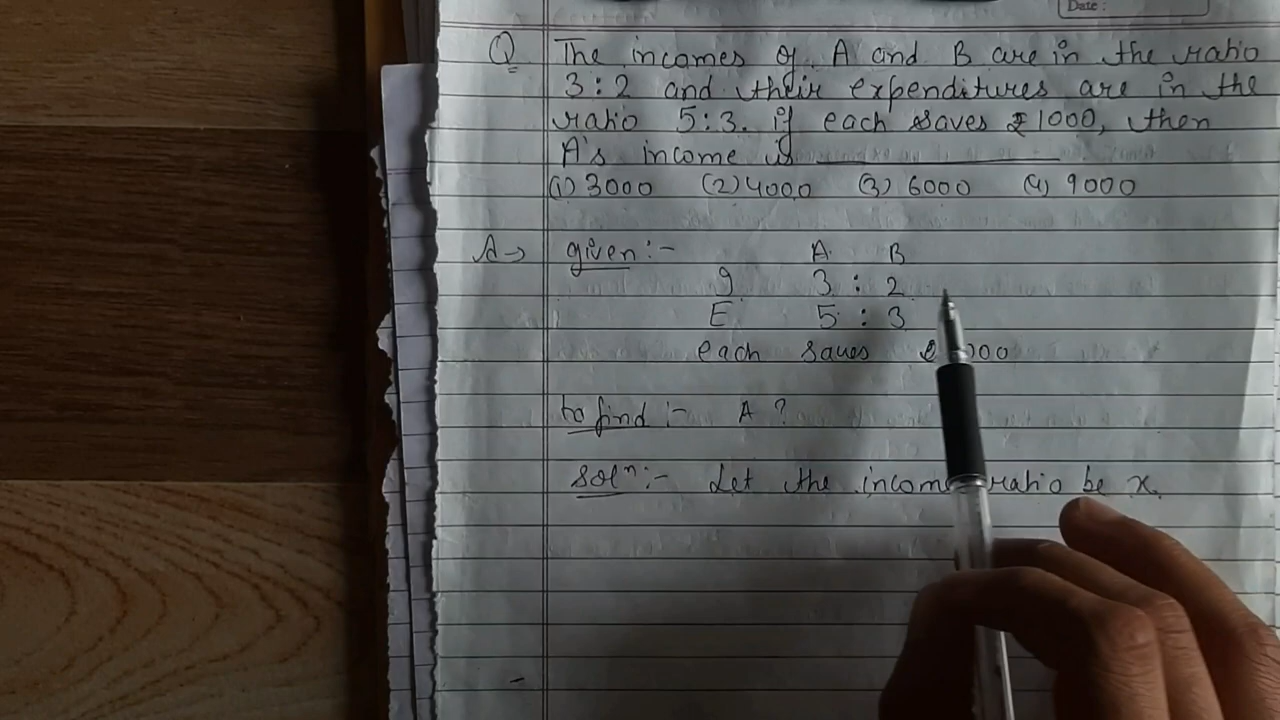 Date :
Q The incomes of A and B are in the ratio
3 : 2 and their expenditures are in the
ratio 5 : 3. if each saves ₹1000, then
A's income is ____________
(1) 3000 (2) 4000 (3) 6000 (4) 9000
A→ given :- A B
I 3 : 2
E 5 : 3
each saves ₹
to find :- A ?
solⁿ :- Let the income ratio be x.